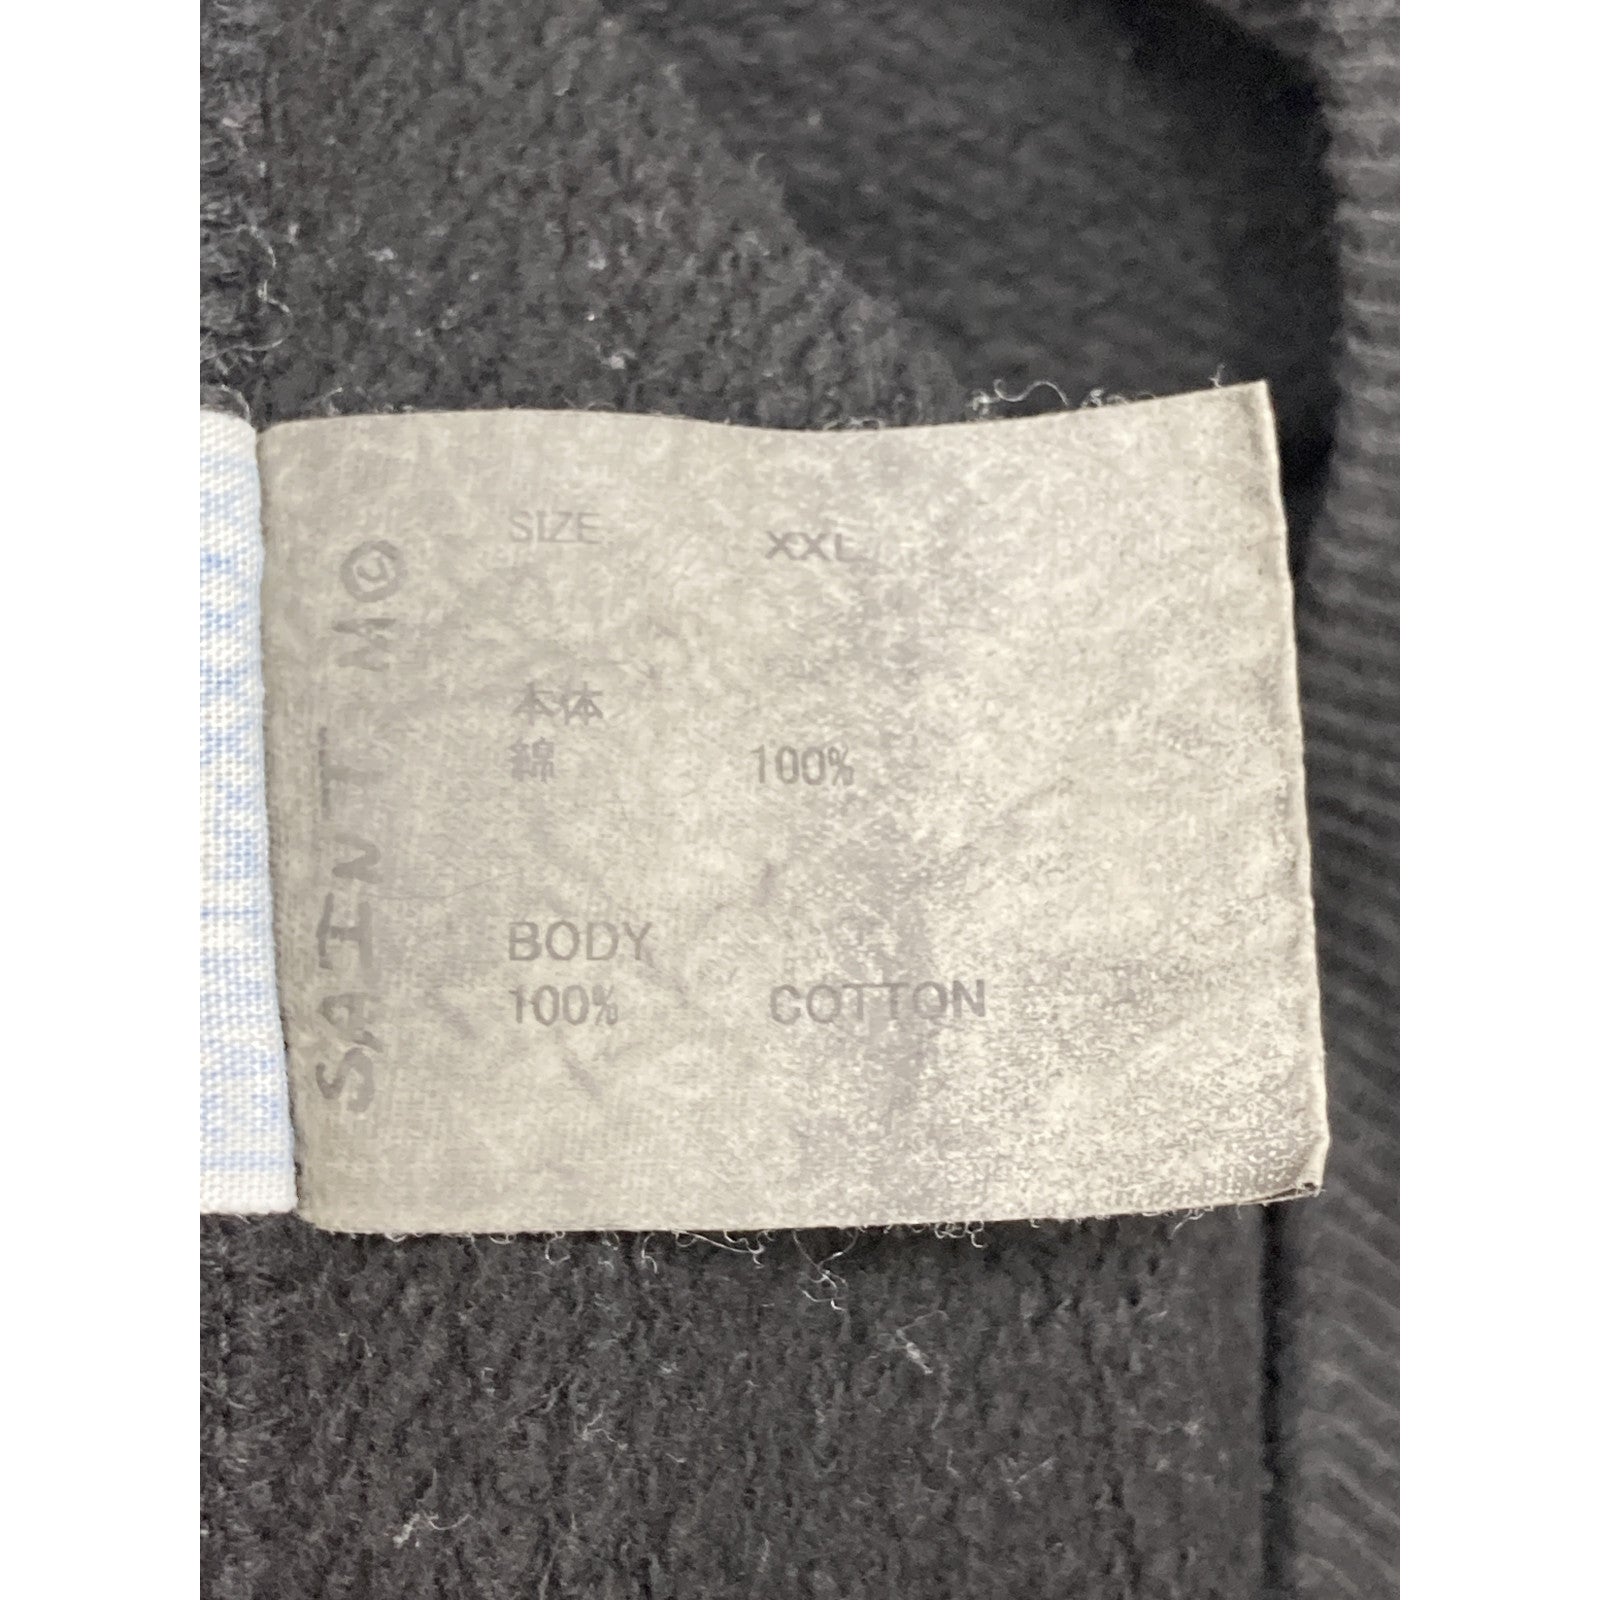 SIZE XXL
本体
綿 100%
BODY
100% COTTON
SAINT M